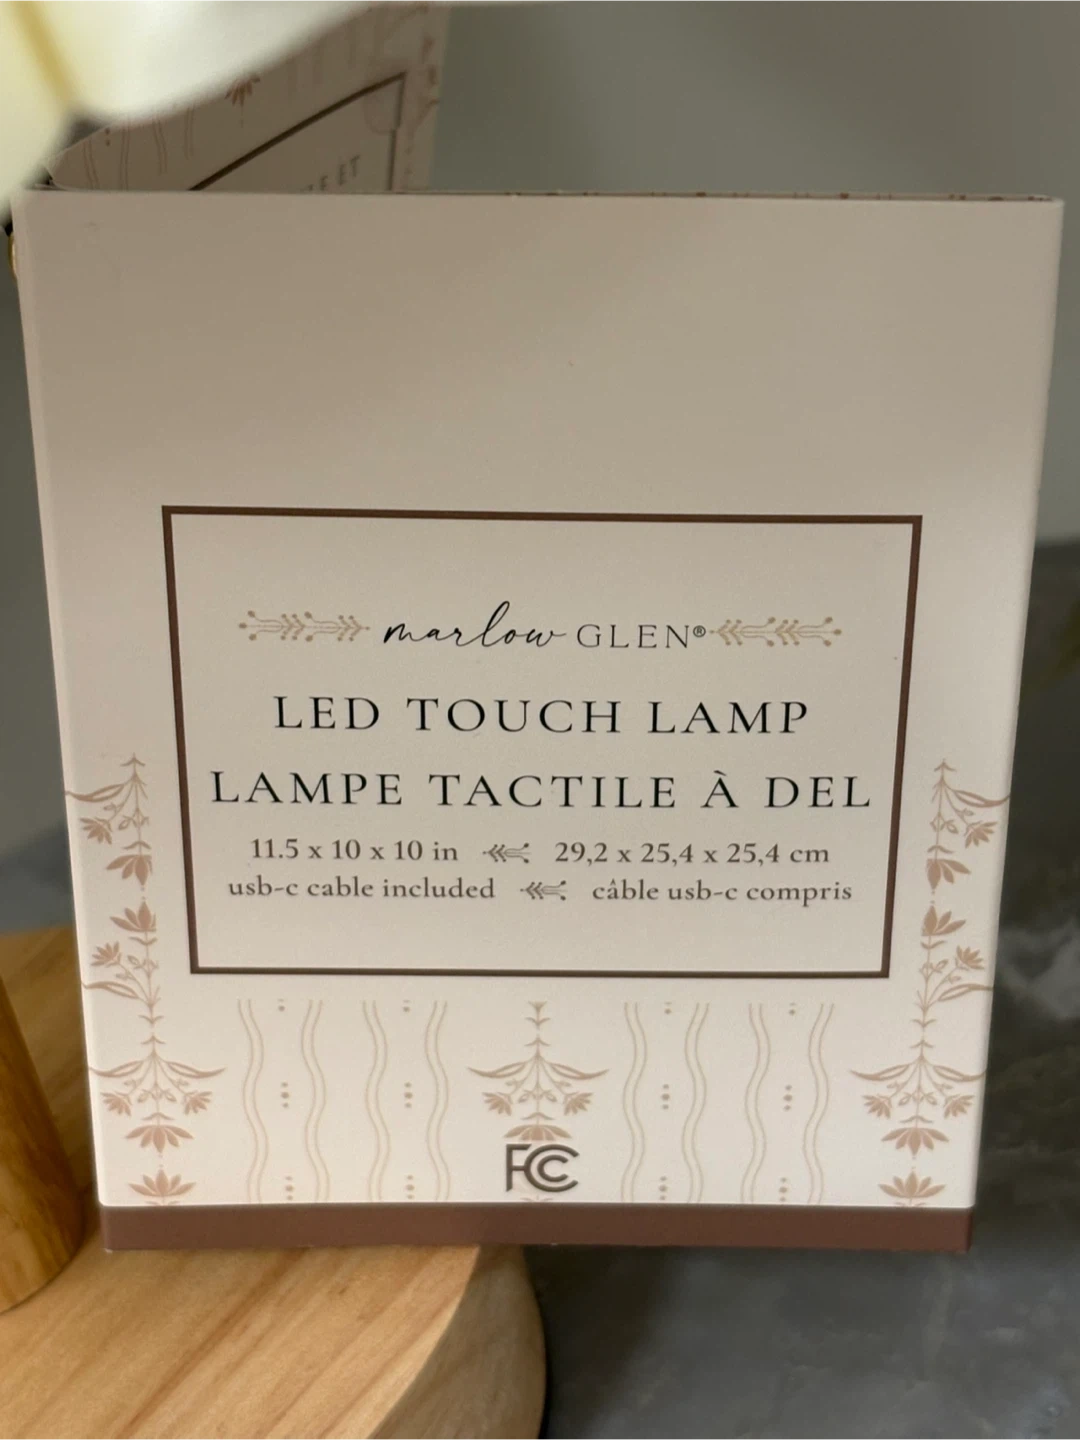 ET
marlow GLEN®
LED TOUCH LAMP
LAMPE TACTILE À DEL
11.5 x 10 x 10 in 29,2 x 25,4 x 25,4 cm
usb-c cable included câble usb-c compris
FC